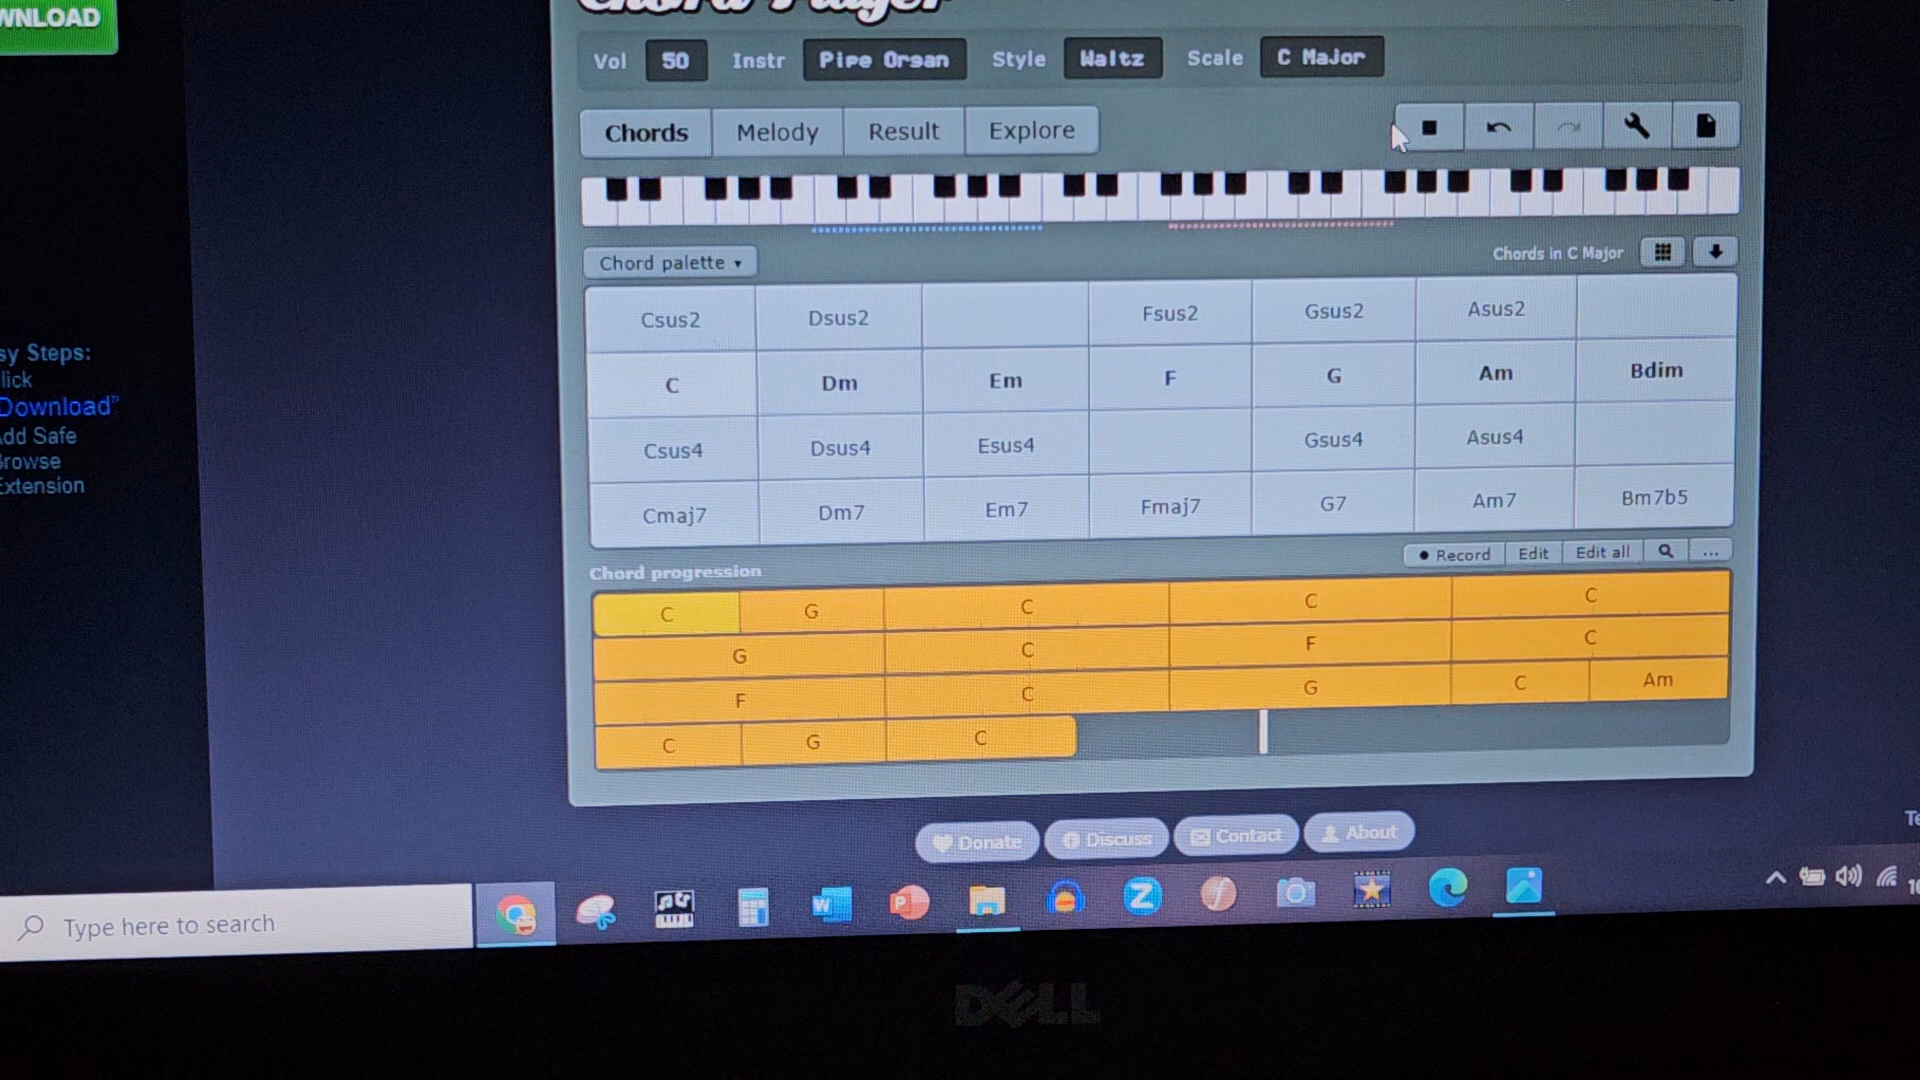 WNLOAD
Chord Player
Vol 50 Instr Pipe Organ Style Waltz Scale C Major
Chords Melody Result Explore
Chord palette ▾ Chords in C Major
Csus2 Dsus2 Fsus2 Gsus2 Asus2
C Dm Em F G Am Bdim
Csus4 Dsus4 Esus4 Gsus4 Asus4
Cmaj7 Dm7 Em7 Fmaj7 G7 Am7 Bm7b5
sy Steps:
lick
Download"
dd Safe
rowse
Extension
● Record Edit Edit all ...
Chord progression
C G C C C
G C F C
F C G C Am
C G C
Donate Discuss Contact About
Type here to search
DELL